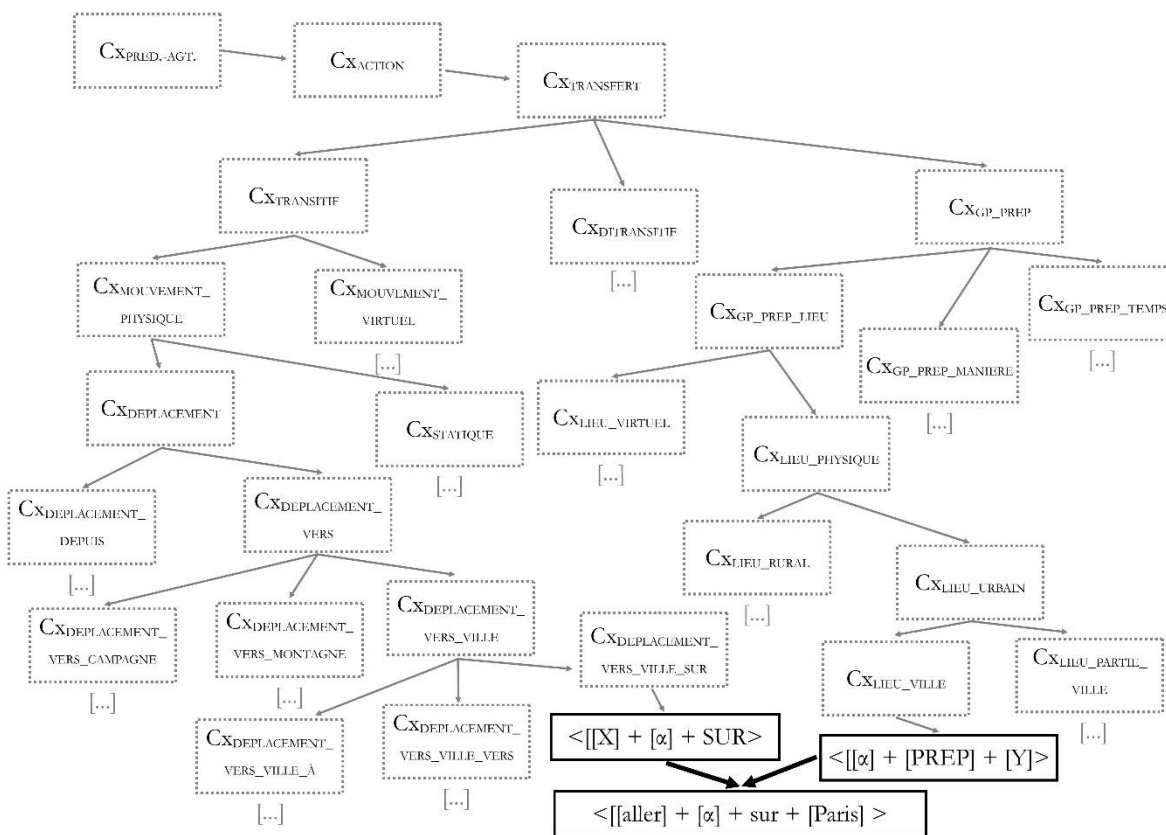 CxPRED.-AGT.
CxACTION
CxTRANSFERT
CxTRANSITIF
CxDITRANSITIF
[...]
CxGP_PREP
CxMOUVEMENT_
PHYSIQUE
CxMOUVEMENT_
VIRTUEL
[...]
CxGP_PREP_LIEU
CxGP_PREP_MANIERE
[...]
CxGP_PREP_TEMPS
[...]
CxDEPLACEMENT
CxSTATIQUE
[...]
CxLIEU_VIRTUEL
[...]
CxLIEU_PHYSIQUE
CxDEPLACEMENT_
DEPUIS
[...]
CxDEPLACEMENT_
VERS
CxLIEU_RURAL
[...]
CxLIEU_URBAIN
CxDEPLACEMENT_
VERS_CAMPAGNE
[...]
CxDEPLACEMENT_
VERS_MONTAGNE
[...]
CxDEPLACEMENT_
VERS_VILLE
CxDEPLACEMENT_
VERS_VILLE_SUR
CxLIEU_VILLE
CxLIEU_PARTIE_
VILLE
[...]
CxDEPLACEMENT_
VERS_VILLE_À
[...]
CxDEPLACEMENT_
VERS_VILLE_VERS
[...]
<[[X] + [α] + SUR>
<[[α] + [PREP] + [Y]>
<[[aller] + [α] + sur + [Paris] >